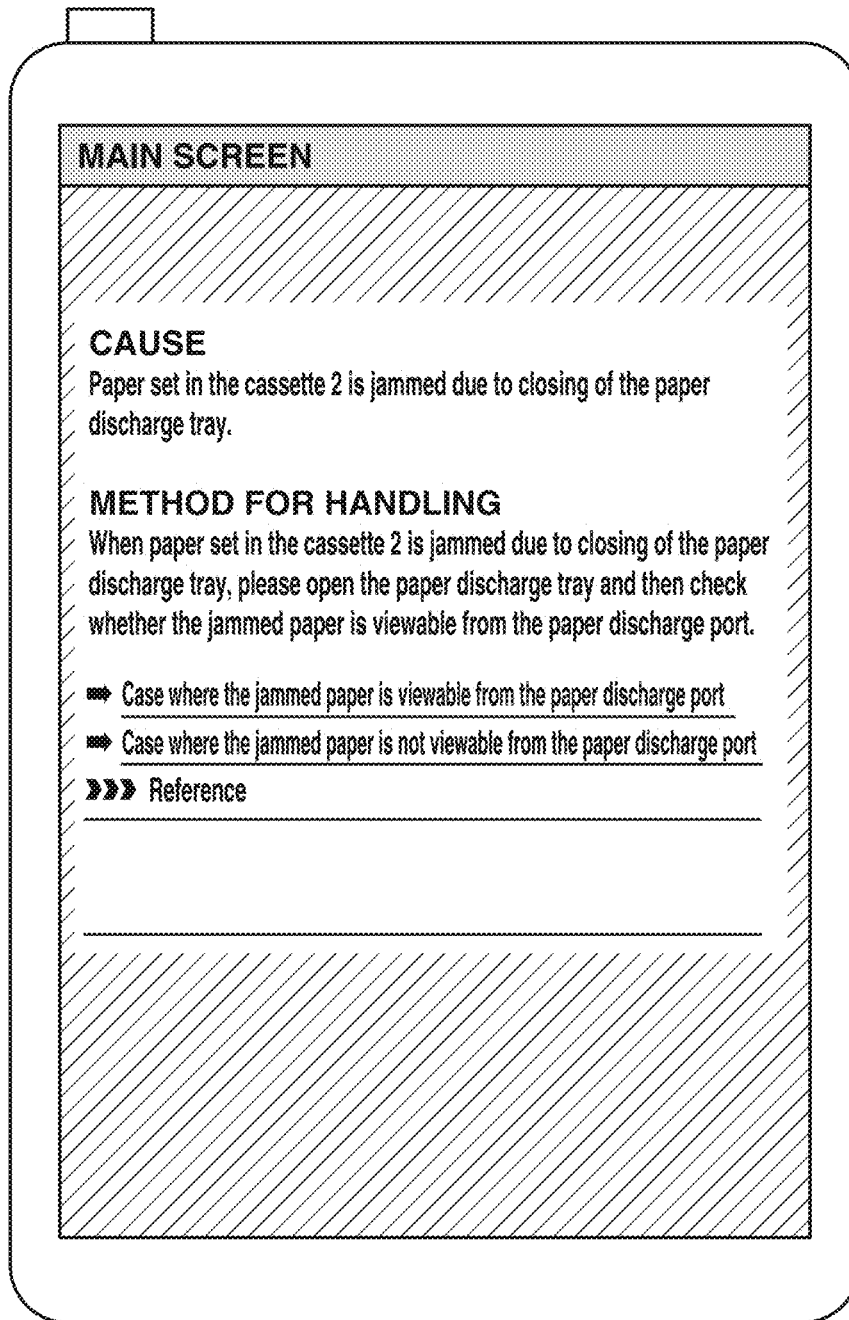 MAIN SCREEN
CAUSE
Paper set in the cassette 2 is jammed due to closing of the paper
discharge tray.
METHOD FOR HANDLING
When paper set in the cassette 2 is jammed due to closing of the paper
discharge tray, please open the paper discharge tray and then check
whether the jammed paper is viewable from the paper discharge port.
Case where the jammed paper is viewable from the paper discharge port
Case where the jammed paper is not viewable from the paper discharge port
Reference